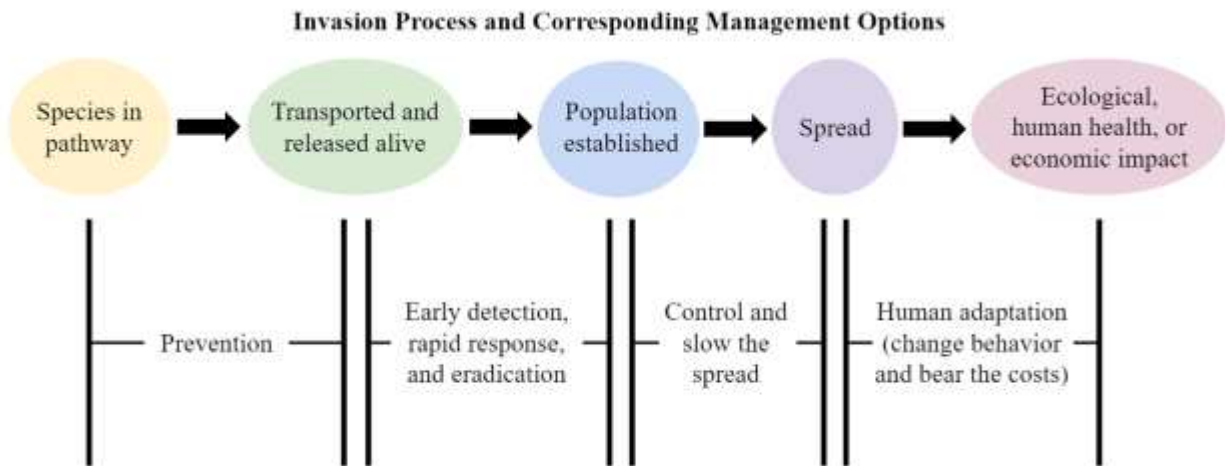 Invasion Process and Corresponding Management Options
Species in
pathway
Transported and
released alive
Population
established
Spread
Ecological,
human health, or
economic impact
Prevention
Early detection,
rapid response,
and eradication
Control and
slow the
spread
Human adaptation
(change behavior
and bear the costs)